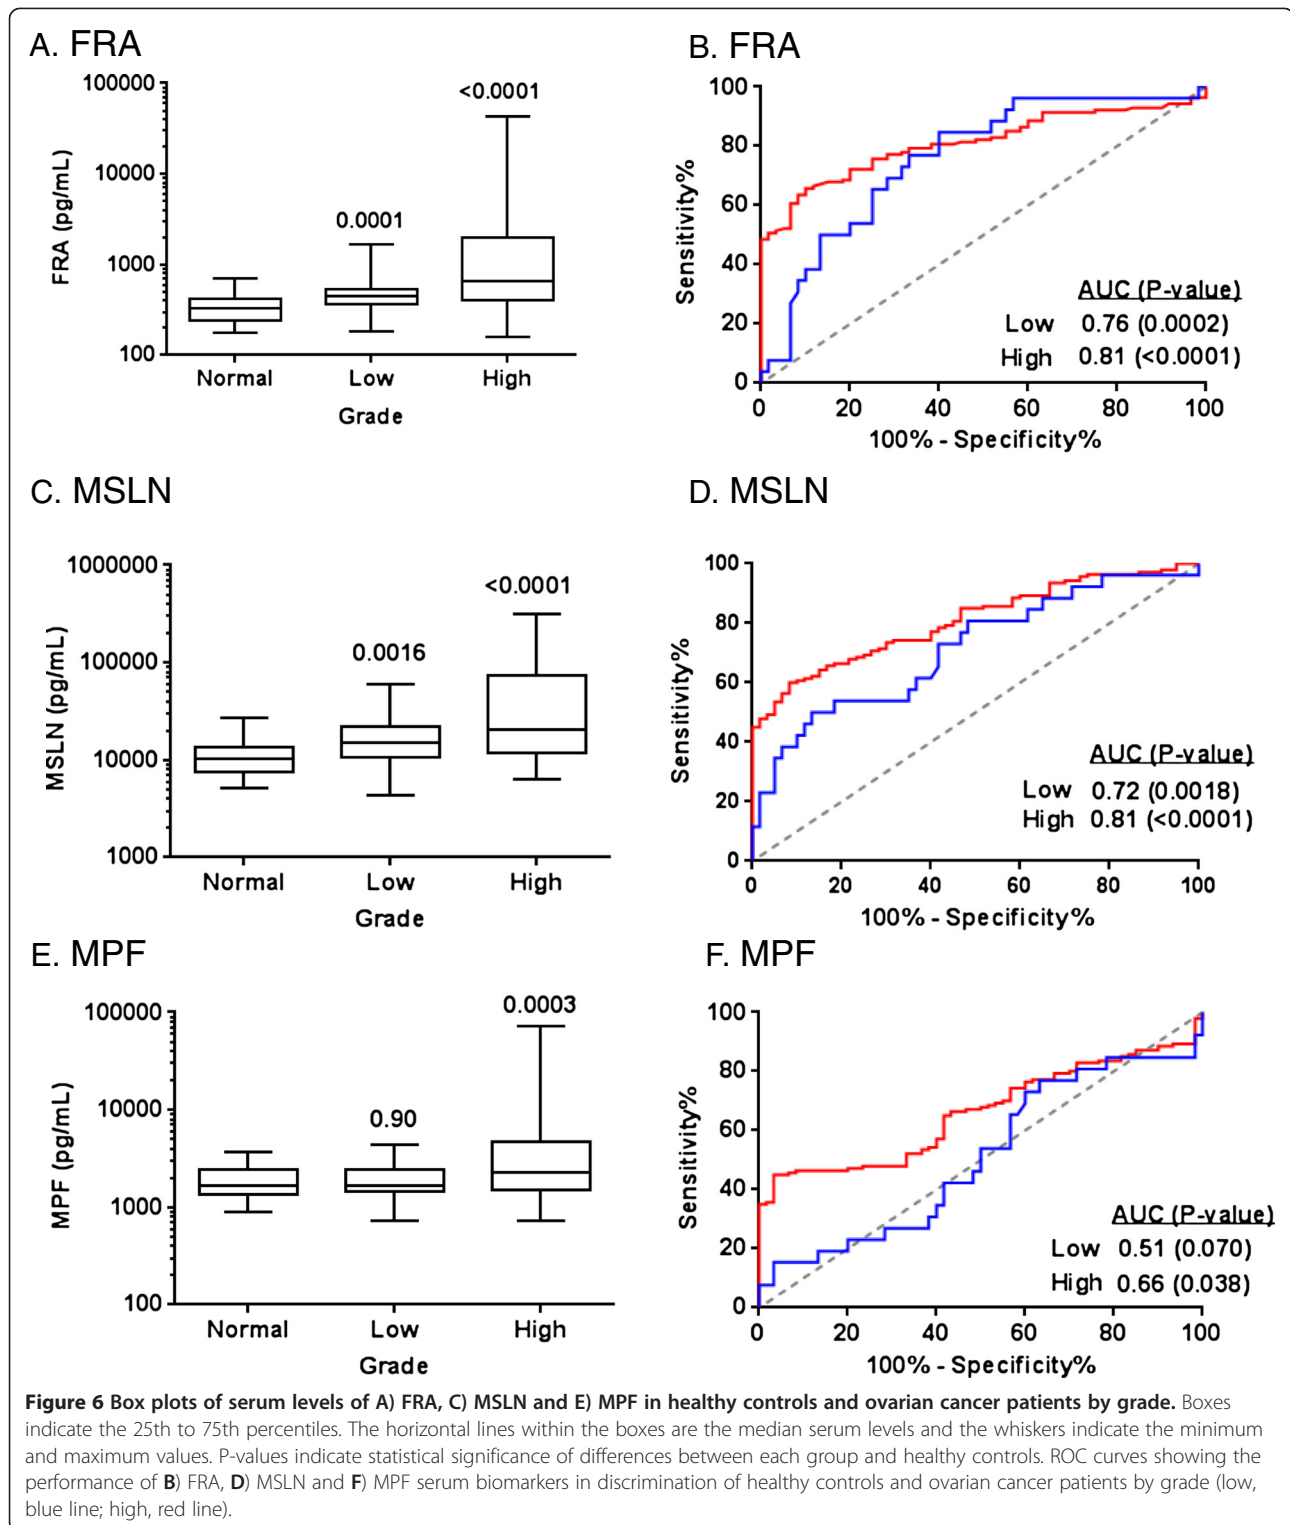 A. FRA
100000
10000
1000
100
FRA (pg/mL)
0.0001
<0.0001
Normal Low High
Grade
B. FRA
100
80
60
40
20
0
Sensitivity%
AUC (P-value)
Low 0.76 (0.0002)
High 0.81 (<0.0001)
0 20 40 60 80 100
100% - Specificity%
C. MSLN
1000000
100000
10000
1000
MSLN (pg/mL)
0.0016
<0.0001
Normal Low High
Grade
D. MSLN
100
80
60
40
20
0
Sensitivity%
AUC (P-value)
Low 0.72 (0.0018)
High 0.81 (<0.0001)
0 20 40 60 80 100
100% - Specificity%
E. MPF
100000
10000
1000
100
MPF (pg/mL)
0.90
0.0003
Normal Low High
Grade
F. MPF
100
80
60
40
20
0
Sensitivity%
AUC (P-value)
Low 0.51 (0.070)
High 0.66 (0.038)
0 20 40 60 80 100
100% - Specificity%
Figure 6 Box plots of serum levels of A) FRA, C) MSLN and E) MPF in healthy controls and ovarian cancer patients by grade. Boxes
indicate the 25th to 75th percentiles. The horizontal lines within the boxes are the median serum levels and the whiskers indicate the minimum
and maximum values. P-values indicate statistical significance of differences between each group and healthy controls. ROC curves showing the
performance of B) FRA, D) MSLN and F) MPF serum biomarkers in discrimination of healthy controls and ovarian cancer patients by grade (low,
blue line; high, red line).